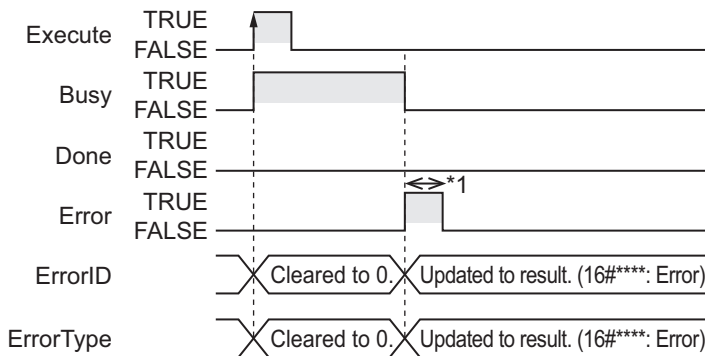 Execute TRUE
FALSE
Busy TRUE
FALSE
Done TRUE
FALSE
*1
Error TRUE
FALSE
ErrorID Cleared to 0. Updated to result. (16#****: Error)
ErrorType Cleared to 0. Updated to result. (16#****: Error)